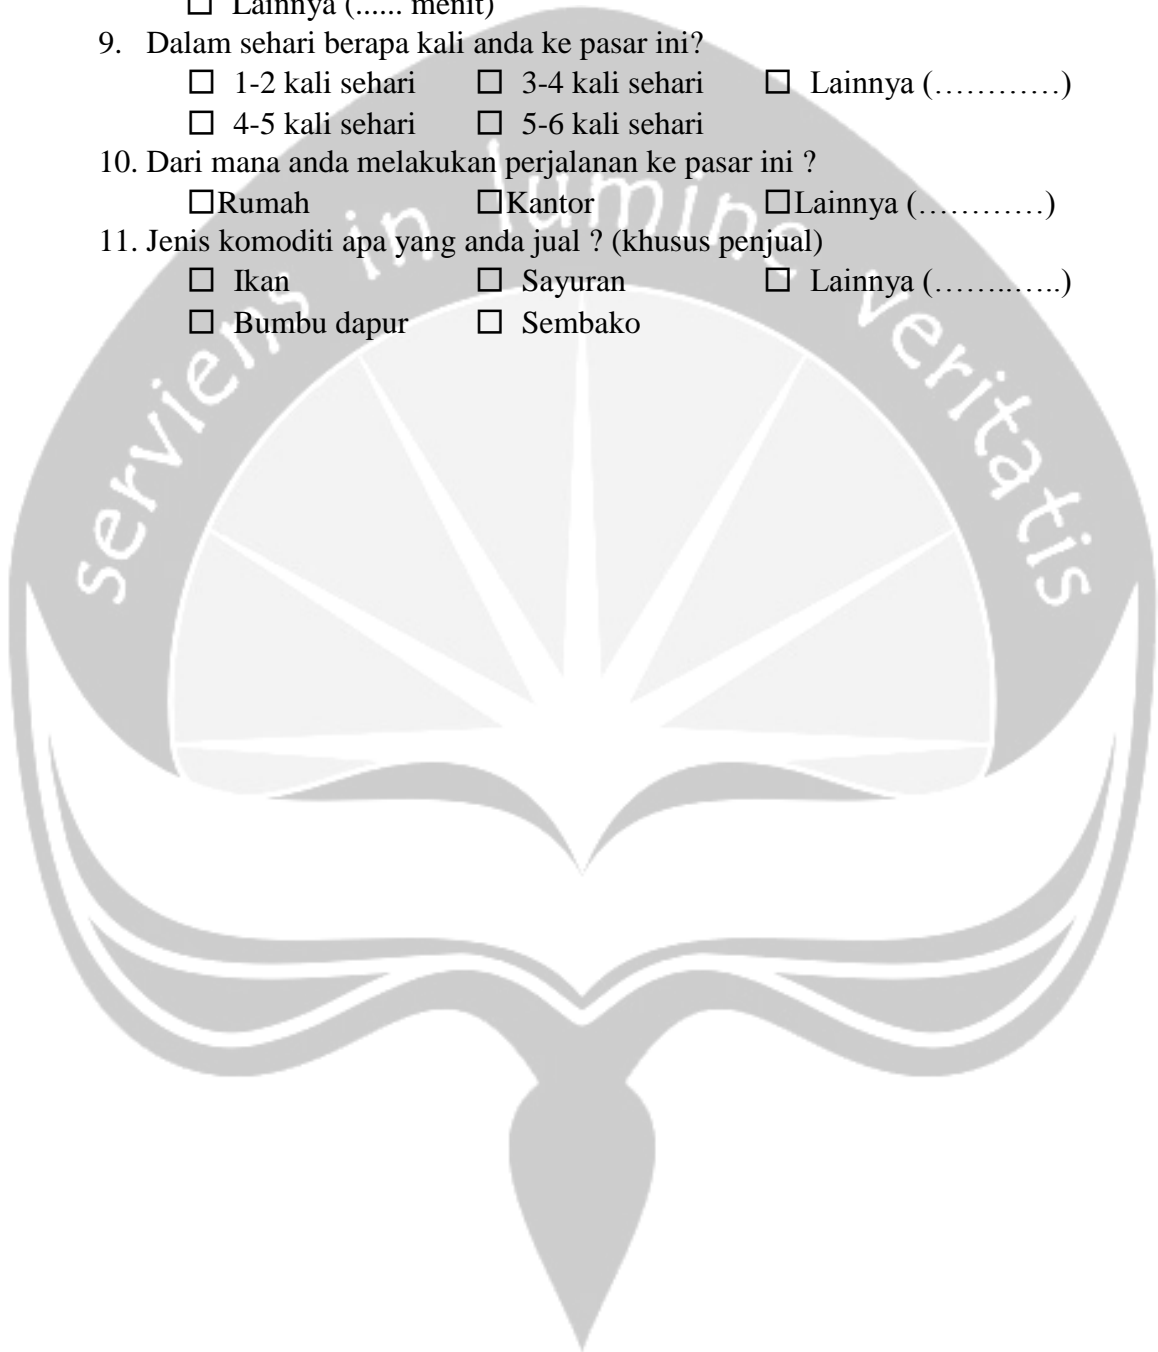 ☐ Lainnya (...... menit)
9. Dalam sehari berapa kali anda ke pasar ini?
☐ 1-2 kali sehari ☐ 3-4 kali sehari ☐ Lainnya (…………)
☐ 4-5 kali sehari ☐ 5-6 kali sehari
10. Dari mana anda melakukan perjalanan ke pasar ini ?
☐Rumah ☐Kantor ☐Lainnya (…………)
11. Jenis komoditi apa yang anda jual ? (khusus penjual)
☐ Ikan ☐ Sayuran ☐ Lainnya (……..…..)
☐ Bumbu dapur ☐ Sembako
serviens in lumine veritatis